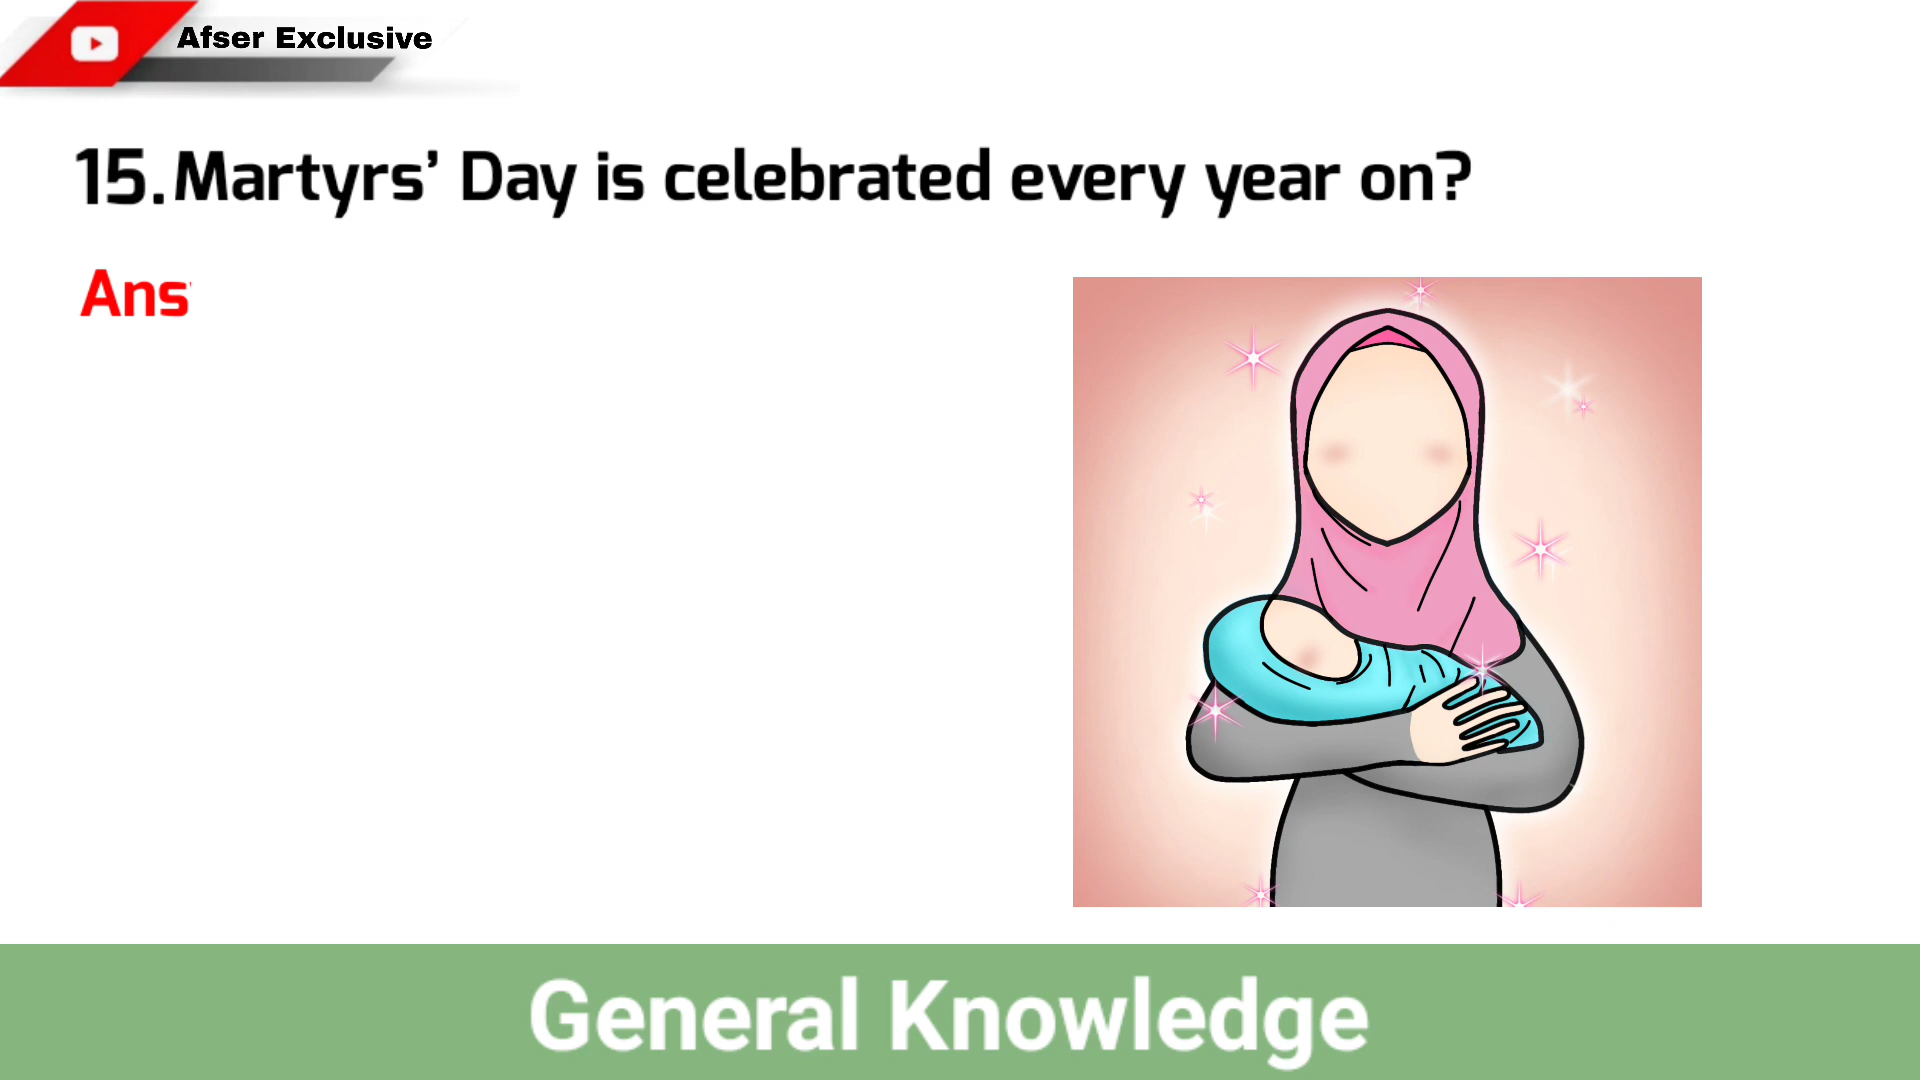 Afser Exclusive
15. Martyrs’ Day is celebrated every year on?
Ans
General Knowledge